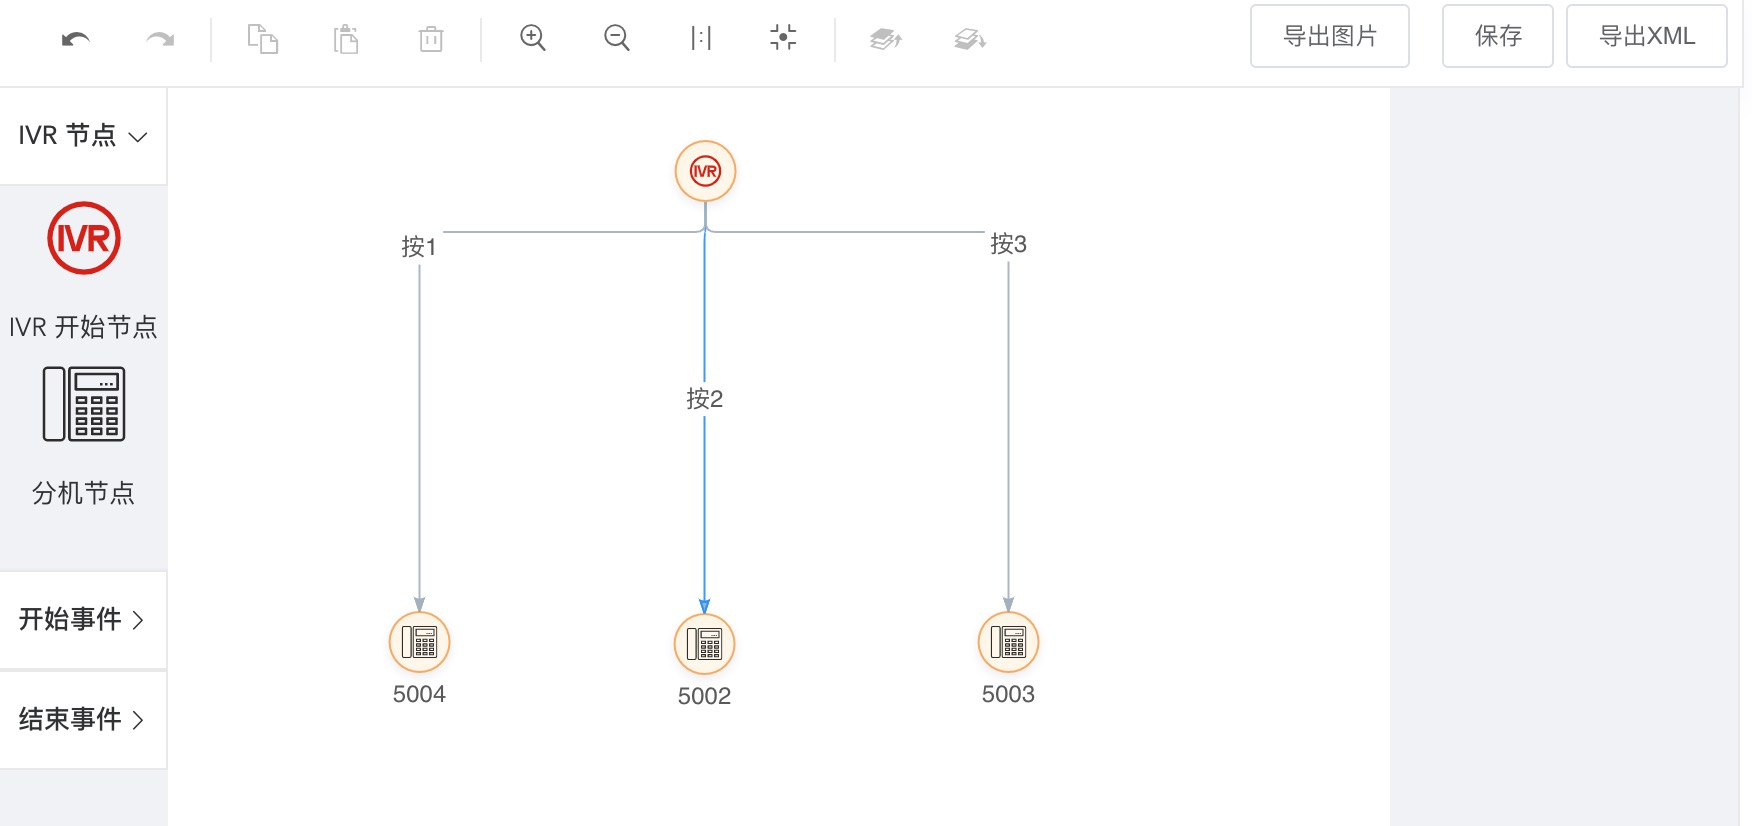 导出图片
保存
导出XML
IVR 节点
IVR
IVR 开始节点
分机节点
开始事件
结束事件
IVR
按1
按3
按2
5004
5002
5003